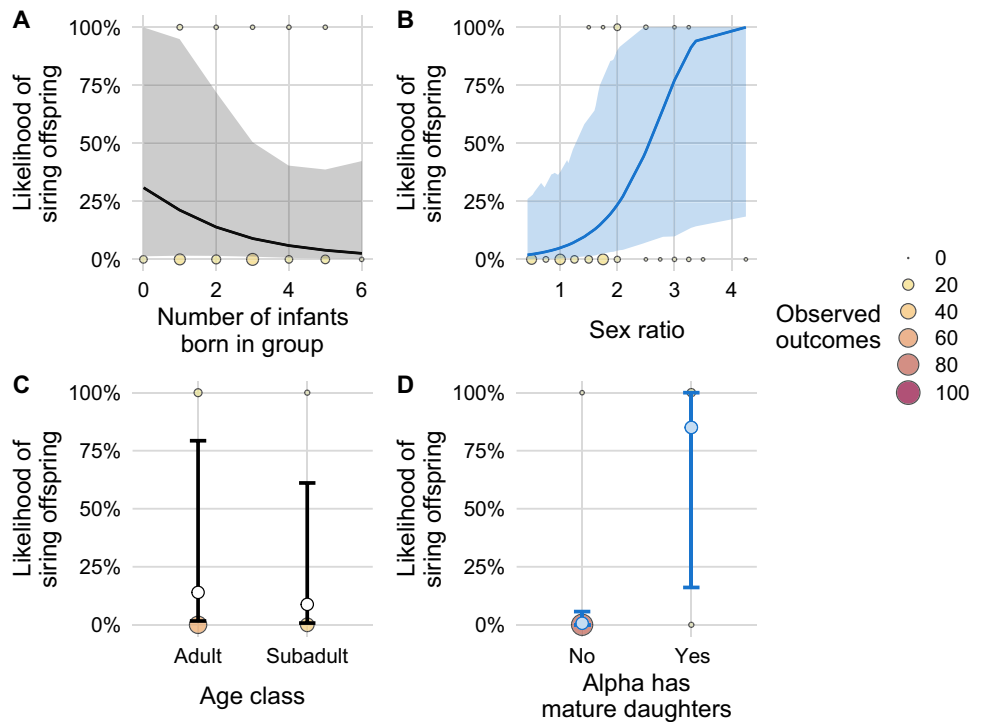 A
Likelihood of
siring offspring
100%
75%
50%
25%
0%
0 2 4 6
Number of infants
born in group
B
Likelihood of
siring offspring
100%
75%
50%
25%
0%
1 2 3 4
Sex ratio
Observed
outcomes
0
20
40
60
80
100
C
Likelihood of
siring offspring
100%
75%
50%
25%
0%
Adult Subadult
Age class
D
Likelihood of
siring offspring
100%
75%
50%
25%
0%
No Yes
Alpha has
mature daughters